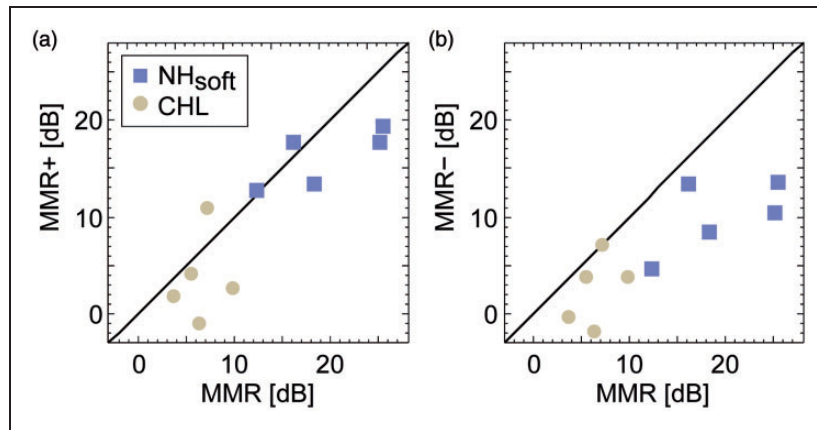 (a)
NHsoft
CHL
MMR+ [dB]
20
10
0
0 10 20
MMR [dB]
(b)
MMR− [dB]
20
10
0
0 10 20
MMR [dB]